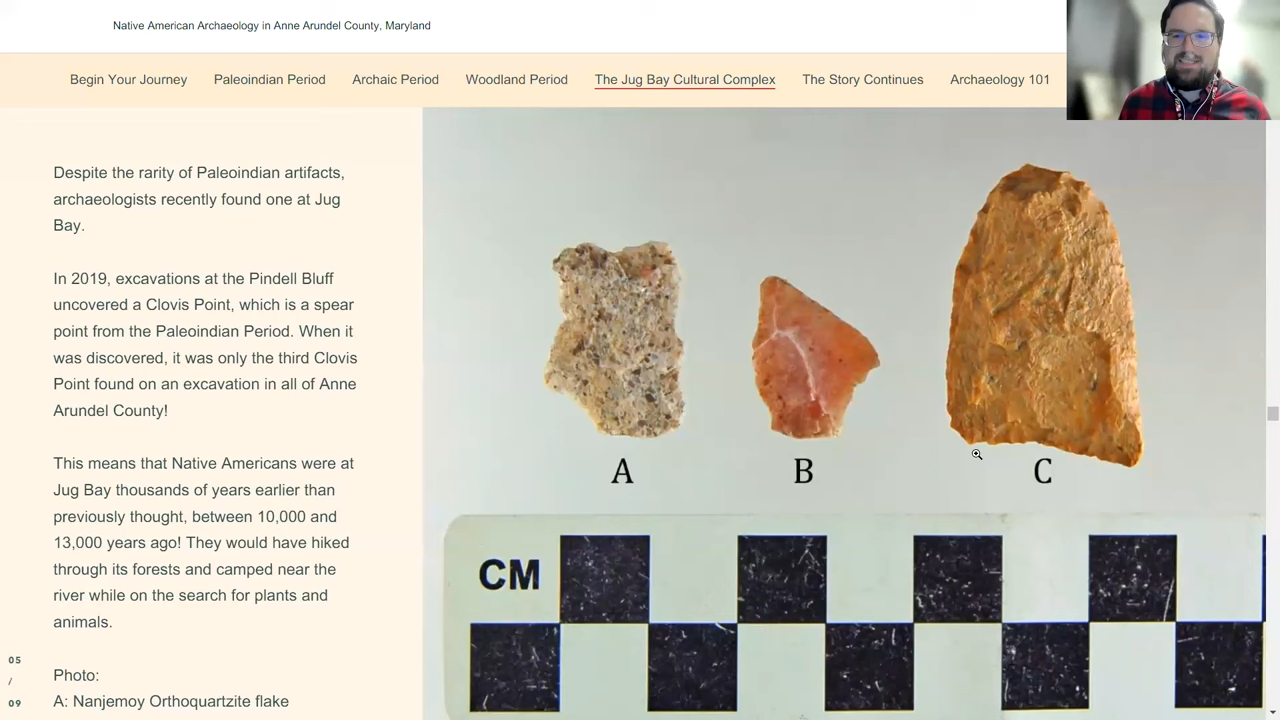 Native American Archaeology in Anne Arundel County, Maryland
Begin Your Journey Paleoindian Period Archaic Period Woodland Period The Jug Bay Cultural Complex The Story Continues Archaeology 101
Despite the rarity of Paleoindian artifacts,
archaeologists recently found one at Jug
Bay.
In 2019, excavations at the Pindell Bluff
uncovered a Clovis Point, which is a spear
point from the Paleoindian Period. When it
was discovered, it was only the third Clovis
Point found on an excavation in all of Anne
Arundel County!
This means that Native Americans were at
Jug Bay thousands of years earlier than
previously thought, between 10,000 and
13,000 years ago! They would have hiked
through its forests and camped near the
river while on the search for plants and
animals.
Photo:
A: Nanjemoy Orthoquartzite flake
05
/
09
A B C
CM